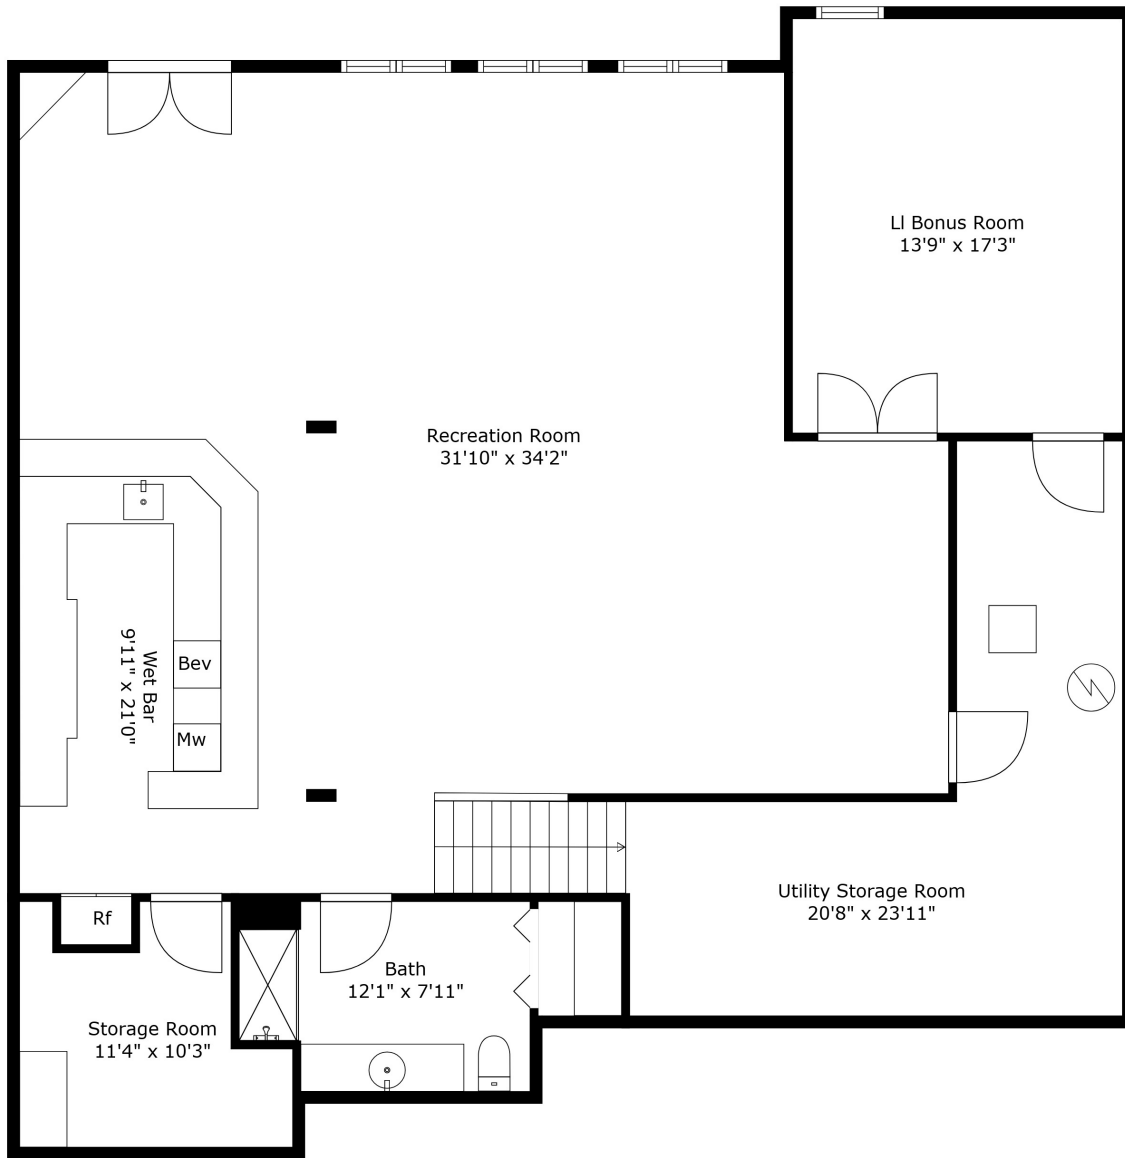 Ll Bonus Room
13'9" x 17'3"
Recreation Room
31'10" x 34'2"
Wet Bar
9'11" x 21'0"
Bev
Mw
Utility Storage Room
20'8" x 23'11"
Rf
Bath
12'1" x 7'11"
Storage Room
11'4" x 10'3"